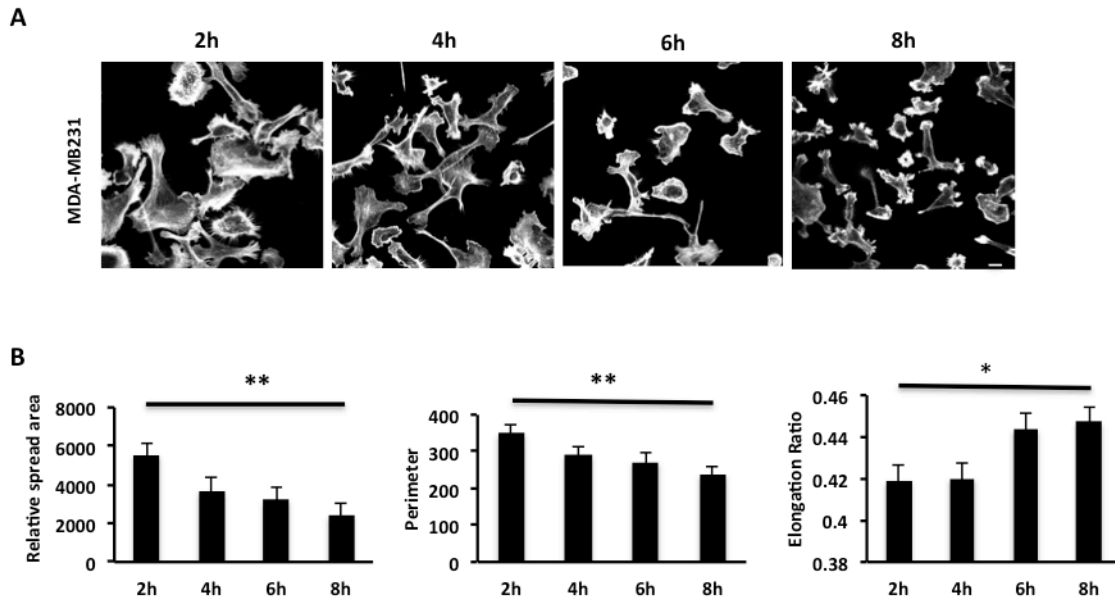 A
2h 4h 6h 8h
MDA-MB231
B
**
8000
6000
4000
2000
0
Relative spread area
2h 4h 6h 8h
**
400
300
200
100
0
Perimeter
2h 4h 6h 8h
*
0.46
0.44
0.42
0.4
0.38
Elongation Ratio
2h 4h 6h 8h